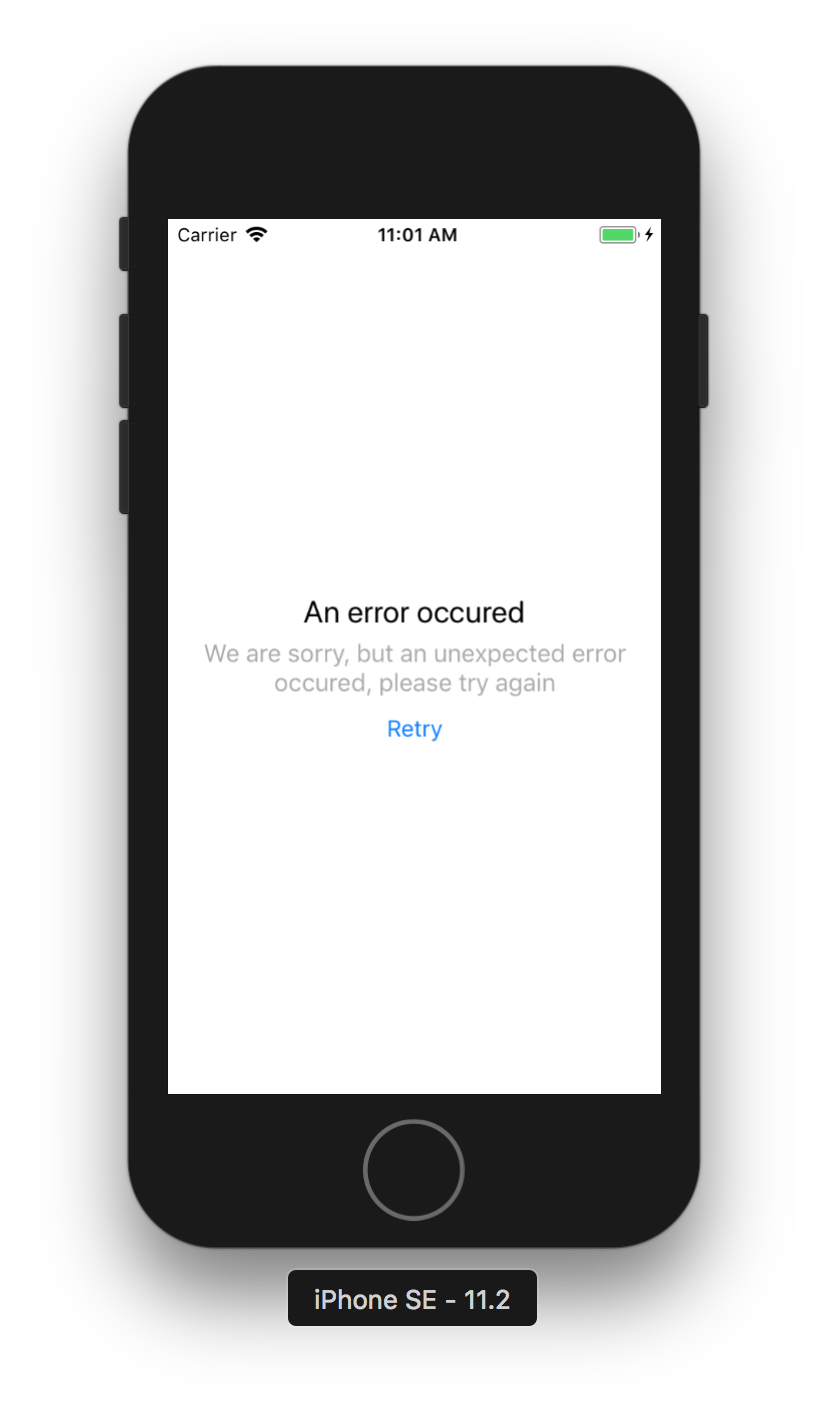 Carrier 11:01 AM
An error occured
We are sorry, but an unexpected error
occured, please try again
Retry
iPhone SE - 11.2